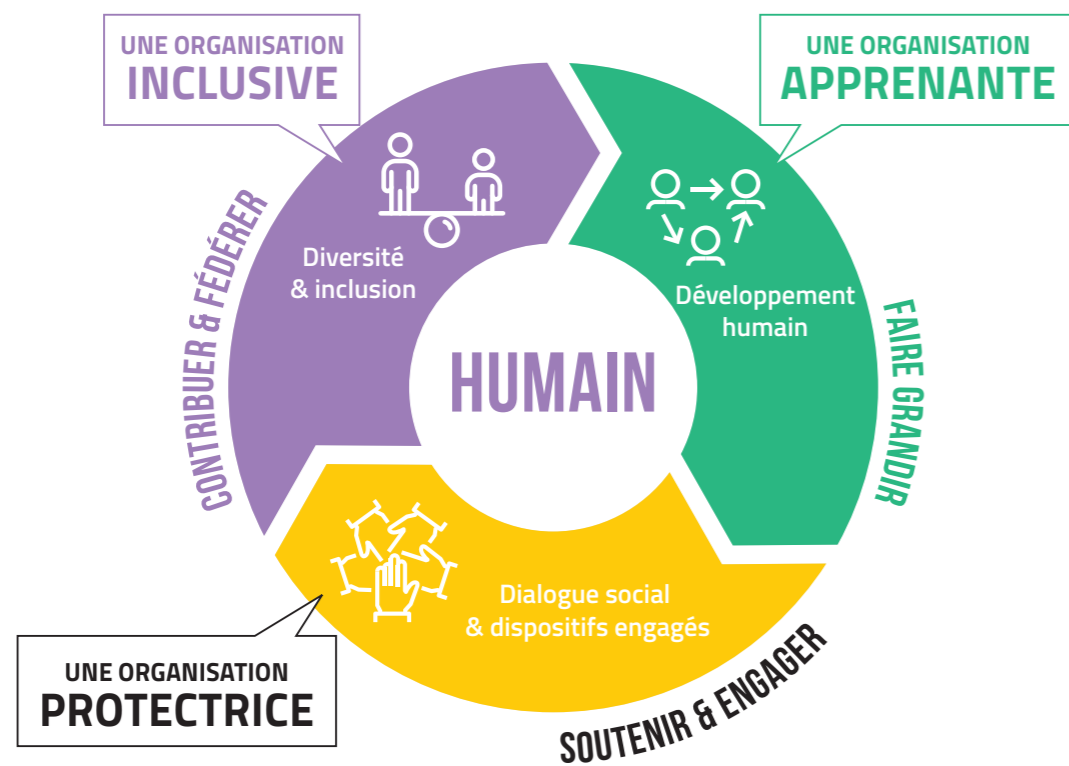 UNE ORGANISATION
INCLUSIVE
UNE ORGANISATION
APPRENANTE
CONTRIBUER & FÉDÉRER
Diversité
& inclusion
Développement
humain
FAIRE GRANDIR
HUMAIN
Dialogue social
& dispositifs engagés
SOUTENIR & ENGAGER
UNE ORGANISATION
PROTECTRICE